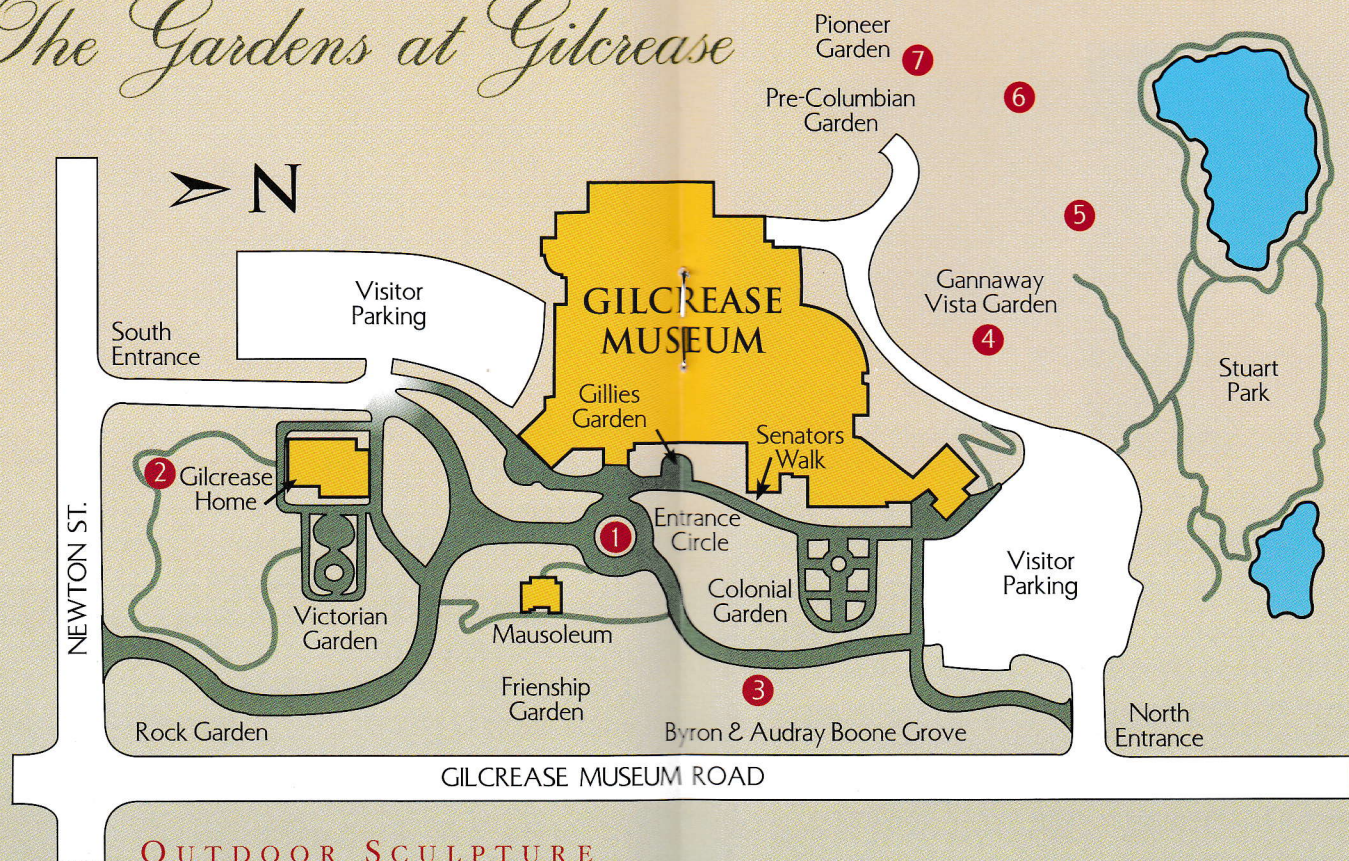 The Gardens at Gilcrease
Pioneer
Garden
7
6
Pre-Columbian
Garden
N
5
Visitor
Parking
GILCREASE
MUSEUM
Gannaway
Vista Garden
4
South
Entrance
Stuart
Park
Gillies
Garden
Senators
Walk
2
Gilcrease
Home
NEWTON ST.
1
Entrance
Circle
Visitor
Parking
Colonial
Garden
Victorian
Garden
Mausoleum
Frienship
Garden
3
Rock Garden
Byron & Audray Boone Grove
North
Entrance
GILCREASE MUSEUM ROAD
OUTDOOR SCULPTURE